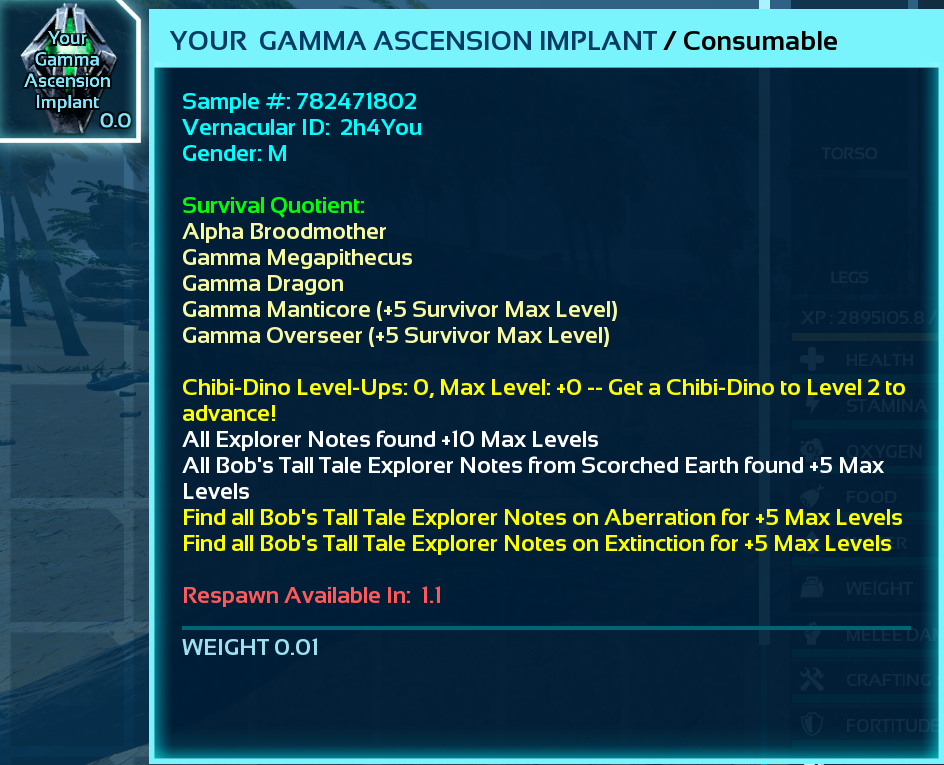 Your
Gamma
Ascension
Implant
0.0
YOUR GAMMA ASCENSION IMPLANT / Consumable
Sample #: 782471802
Vernacular ID: 2h4You
Gender: M
Survival Quotient:
Alpha Broodmother
Gamma Megapithecus
Gamma Dragon
Gamma Manticore (+5 Survivor Max Level)
Gamma Overseer (+5 Survivor Max Level)
Chibi-Dino Level-Ups: 0, Max Level: +0 -- Get a Chibi-Dino to Level 2 to
advance!
All Explorer Notes found +10 Max Levels
All Bob's Tall Tale Explorer Notes from Scorched Earth found +5 Max
Levels
Find all Bob's Tall Tale Explorer Notes on Aberration for +5 Max Levels
Find all Bob's Tall Tale Explorer Notes on Extinction for +5 Max Levels
Respawn Available In: 1.1
WEIGHT 0.01
TORSO
LEGS
XP: 2895105.8 /
HEALTH
STAMINA
OXYGEN
FOOD
WEIGHT
MELEE DA
CRAFTING
FORTITUDE